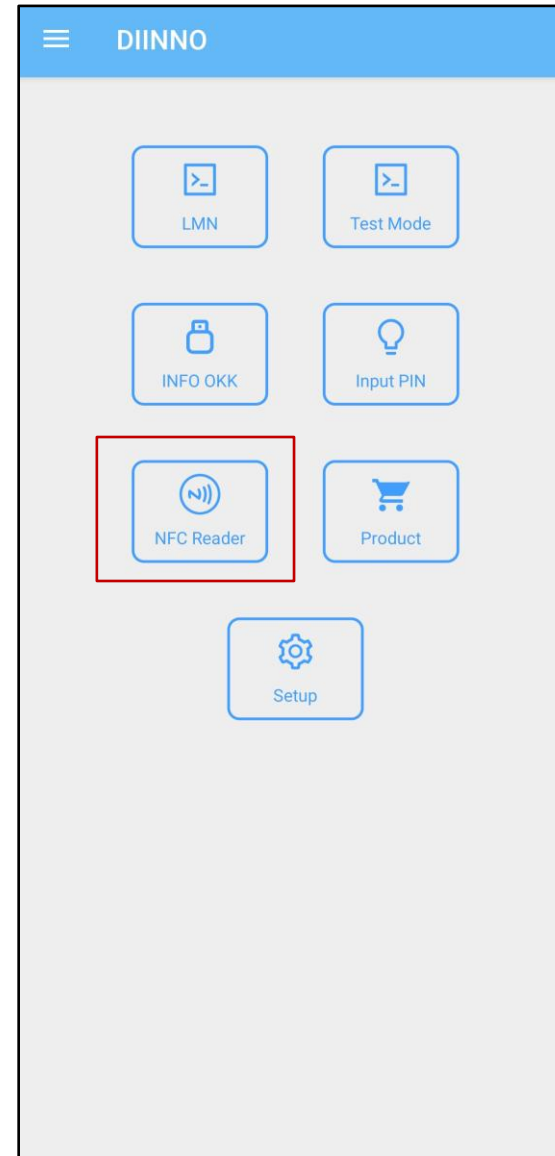 DIINNO
LMN
Test Mode
INFO OKK
Input PIN
NFC Reader
Product
Setup